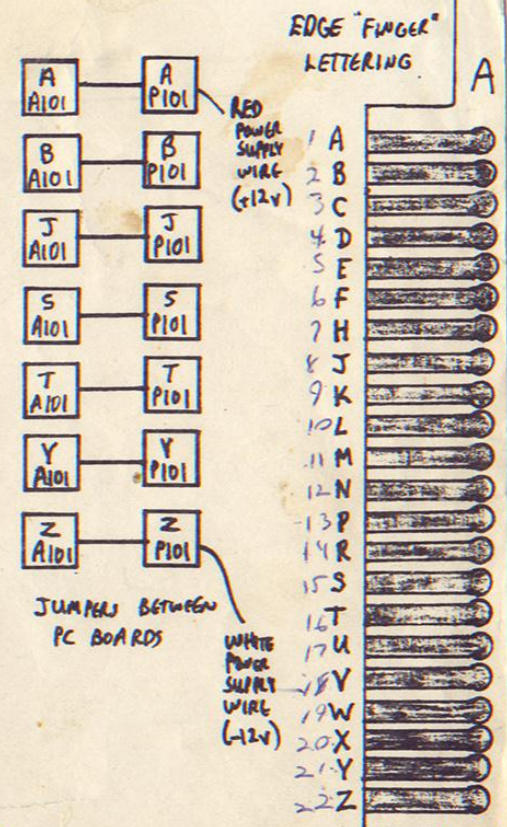 EDGE "FINGER"
LETTERING
A
A
A101
A
P101
RED
POWER
SUPPLY
WIRE
(+12V)
B
A101
B
P101
J
A101
J
P101
S
A101
S
P101
T
A101
T
P101
Y
A101
Y
P101
Z
A101
Z
P101
JUMPERS BETWEEN
PC BOARDS
WHITE
POWER
SUPPLY
WIRE
(-12V)
1 A
2 B
3 C
4 D
5 E
6 F
7 H
8 J
9 K
10 L
11 M
12 N
13 P
14 R
15 S
16 T
17 U
18 V
19 W
20 X
21 Y
22 Z